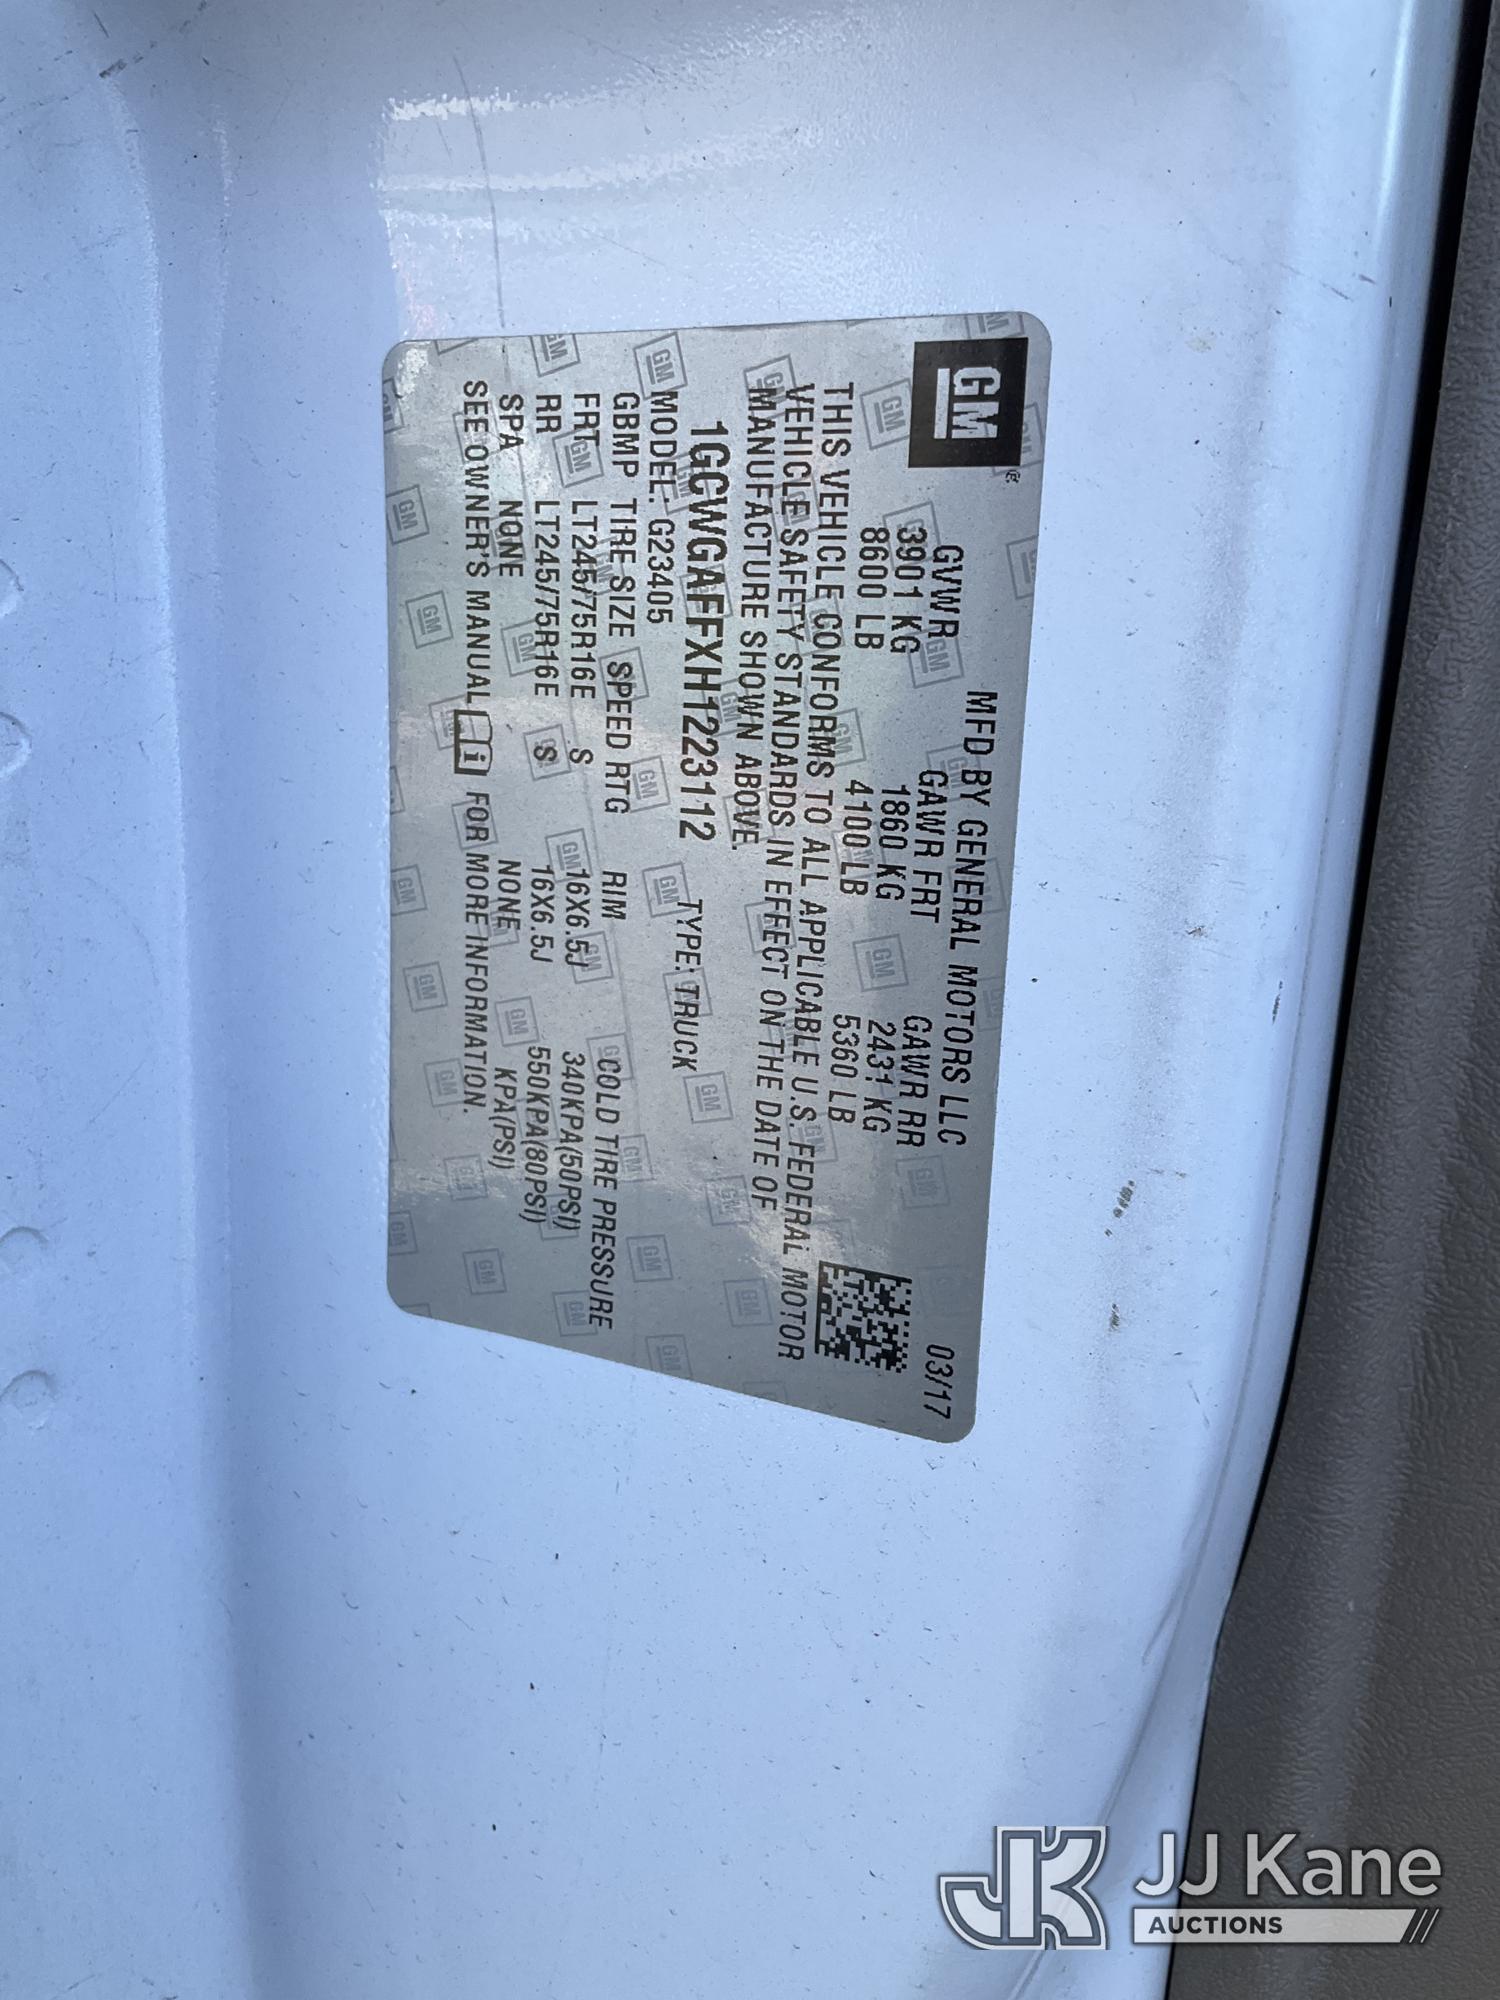 GM
MFD BY GENERAL MOTORS LLC 03/17
GVWR GAWR FRT GAWR RR
3901 KG 1860 KG 2431 KG
8600 LB 4100 LB 5360 LB
THIS VEHICLE CONFORMS TO ALL APPLICABLE U.S. FEDERAL MOTOR
VEHICLE SAFETY STANDARDS IN EFFECT ON THE DATE OF
MANUFACTURE SHOWN ABOVE.
1GCWGAFFXH1223112 TYPE: TRUCK
MODEL: G23405
GBMP TIRE SIZE SPEED RTG RIM COLD TIRE PRESSURE
FRT LT245/75R16E S 16X6.5J 340KPA(50PSI)
RR LT245/75R16E S 16X6.5J 550KPA(80PSI)
SPA NONE NONE KPA(PSI)
SEE OWNER'S MANUAL i FOR MORE INFORMATION.
JK JJ Kane
AUCTIONS